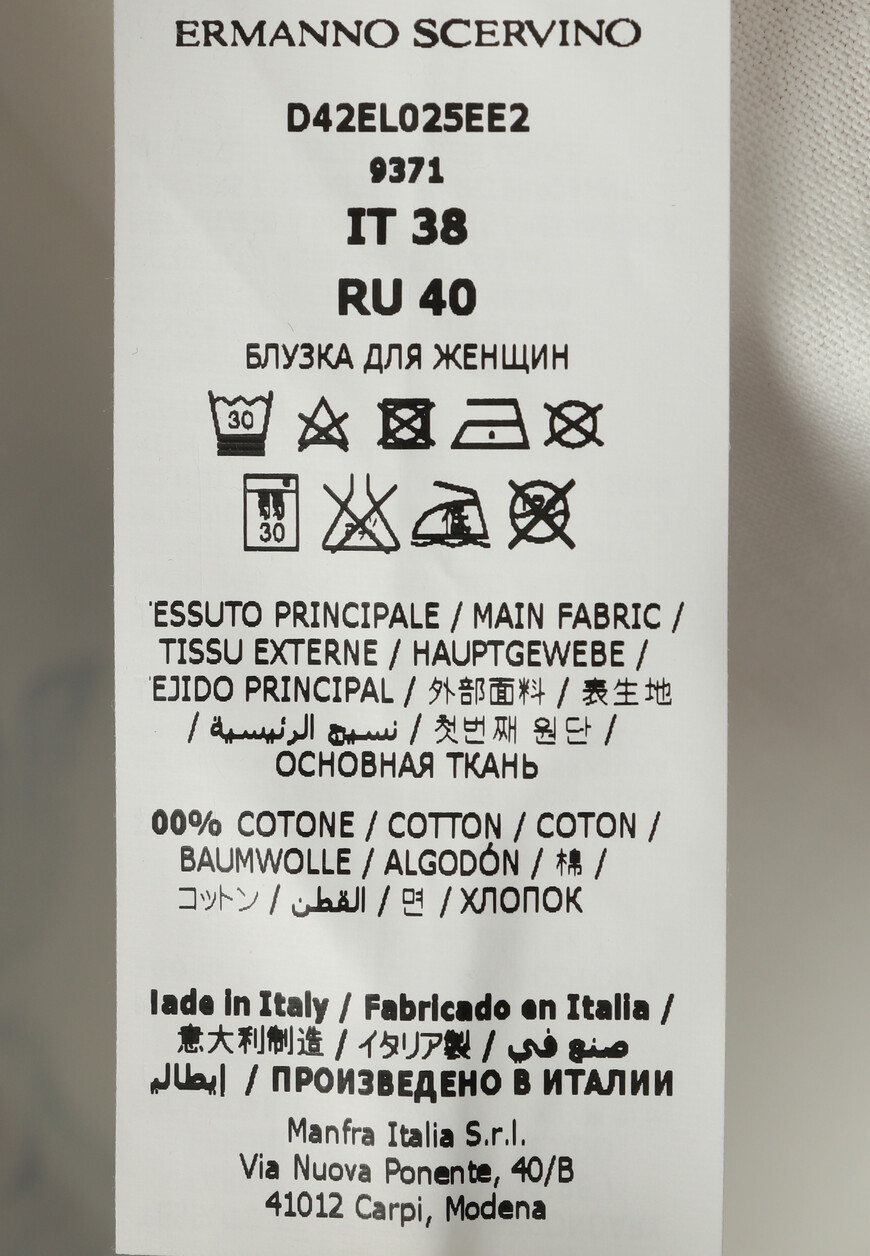 ERMANNO SCERVINO
D42EL025EE2
9371
IT 38
RU 40
БЛУЗКА ДЛЯ ЖЕНЩИН
30
30
ESSUTO PRINCIPALE / MAIN FABRIC /
TISSU EXTERNE / HAUPTGEWEBE /
EJIDO PRINCIPAL / 外部面料 / 表生地
/ نسيج الرئيسية / 첫번째 원단 /
ОСНОВНАЯ ТКАНЬ
00% COTONE / COTTON / COTON /
BAUMWOLLE / ALGODÓN / 棉 /
コットン / القطن / 면 / ХЛОПОК
lade in Italy / Fabricado en Italia /
意大利制造 / イタリア製 / صنع في
إيطالي / ПРОИЗВЕДЕНО В ИТАЛИИ
Manfra Italia S.r.l.
Via Nuova Ponente, 40/B
41012 Carpi, Modena